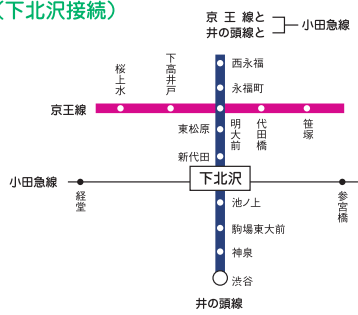 (下北沢接続)
京王線と
井の頭線と
小田急線
桜上水
下高井戸
西永福
永福町
京王線
東松原
明大前
代田橋
笹塚
新代田
小田急線
下北沢
経堂
池ノ上
参宮橋
駒場東大前
神泉
渋谷
井の頭線